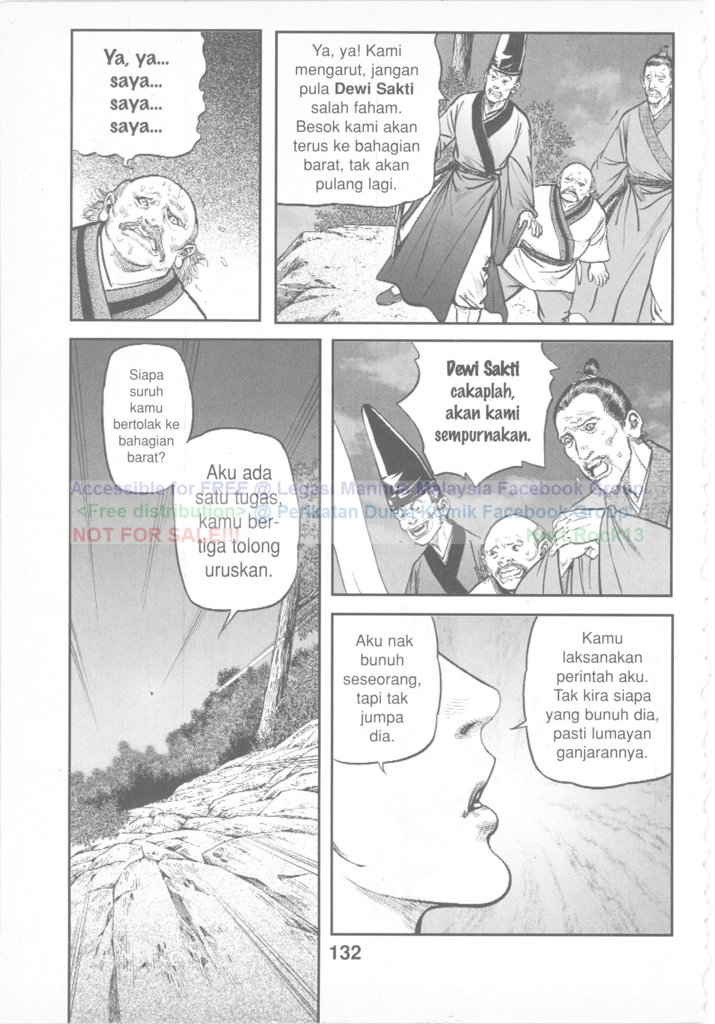 Ya, ya...
saya...
saya...
saya...
Ya, ya! Kami
mengarut, jangan
pula Dewi Sakti
salah faham.
Besok kami akan
terus ke bahagian
barat, tak akan
pulang lagi.
Siapa
suruh
kamu
bertolak ke
bahagian
barat?
Aku ada
satu tugas,
kamu ber-
tiga tolong
uruskan.
Dewi Sakti
cakaplah,
akan kami
sempurnakan.
Accessible for FREE @ Legasi Manhua Malaysia Facebook Group
<Free distribution> @ Perikatan Dunia Komik Facebook Group
NOT FOR SALE!!!
Aku nak
bunuh
seseorang,
tapi tak
jumpa
dia.
Kamu
laksanakan
perintah aku.
Tak kira siapa
yang bunuh dia,
pasti lumayan
ganjarannya.
132